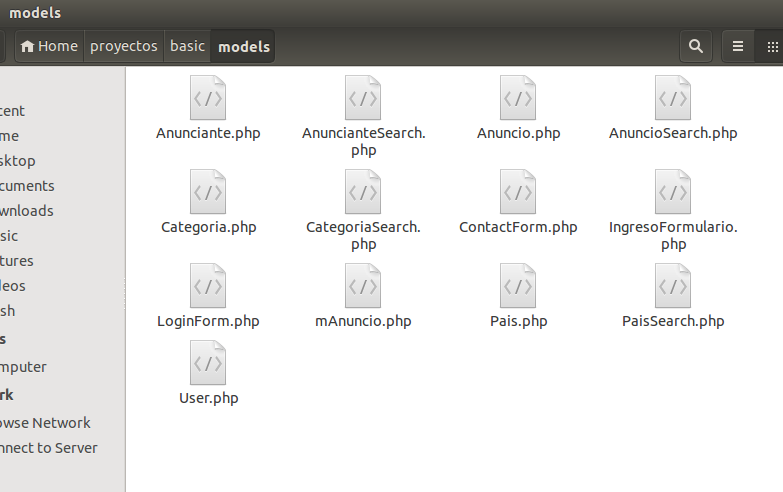 models
Home proyectos basic models
cent
me
sktop
cuments
wnloads
sic
tures
deos
sh
s
mputer
rk
owse Network
nnect to Server
Anunciante.php
AnuncianteSearch.
php
Anuncio.php
AnuncioSearch.php
Categoria.php
CategoriaSearch.
php
ContactForm.php
IngresoFormulario.
php
LoginForm.php
mAnuncio.php
Pais.php
PaisSearch.php
User.php